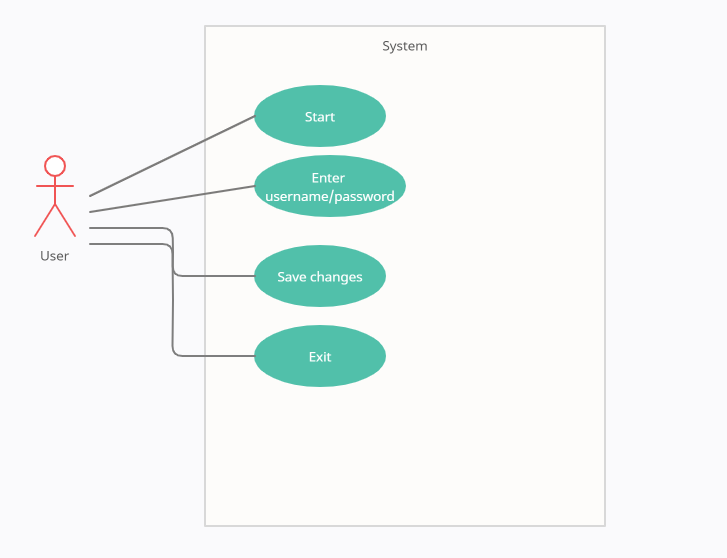 System
Start
Enter
username/password
User
Save changes
Exit